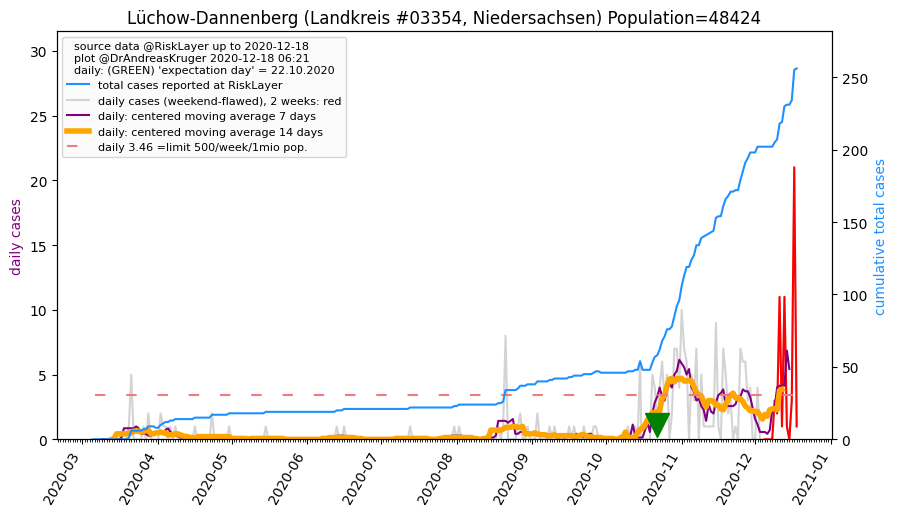 Lüchow-Dannenberg (Landkreis #03354, Niedersachsen) Population=48424
source data @RiskLayer up to 2020-12-18
plot @DrAndreasKruger 2020-12-18 06:21
daily: (GREEN) 'expectation day' = 22.10.2020
total cases reported at RiskLayer
daily cases (weekend-flawed), 2 weeks: red
daily: centered moving average 7 days
daily: centered moving average 14 days
daily 3.46 =limit 500/week/1mio pop.
daily cases
30
25
20
15
10
5
0
cumulative total cases
250
200
150
100
50
0
2020-03
2020-04
2020-05
2020-06
2020-07
2020-08
2020-09
2020-10
2020-11
2020-12
2021-01